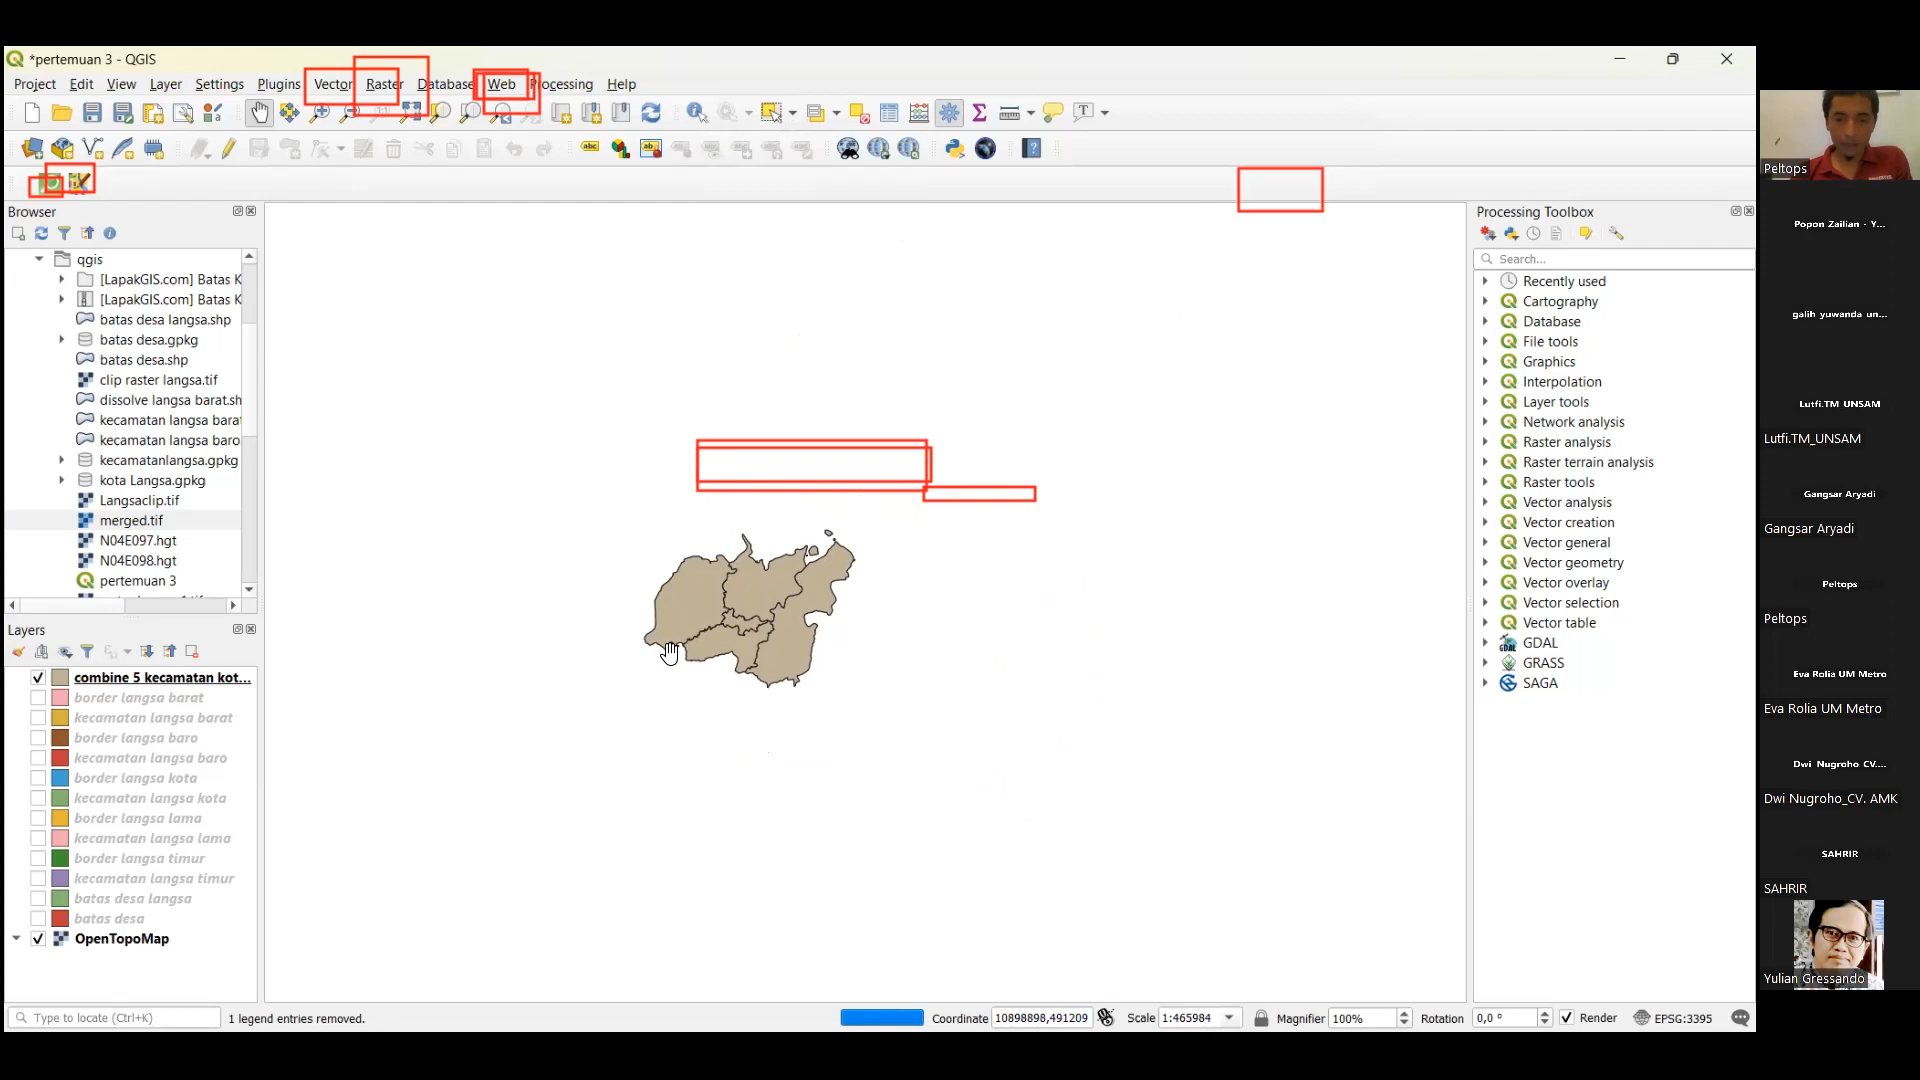 *pertemuan 3 - QGIS
Project Edit View Layer Settings Plugins Vector Raster Database Web Processing Help
Browser
qgis
[LapakGIS.com] Batas K
[LapakGIS.com] Batas K
batas desa langsa.shp
batas desa.gpkg
batas desa.shp
clip raster langsa.tif
dissolve langsa barat.sh
kecamatan langsa barat
kecamatan langsa baro
kecamatanlangsa.gpkg
kota Langsa.gpkg
Langsaclip.tif
merged.tif
N04E097.hgt
N04E098.hgt
pertemuan 3
Layers
combine 5 kecamatan kot...
border langsa barat
kecamatan langsa barat
border langsa baro
kecamatan langsa baro
border langsa kota
kecamatan langsa kota
border langsa lama
kecamatan langsa lama
border langsa timur
kecamatan langsa timur
batas desa langsa
batas desa
OpenTopoMap
Processing Toolbox
Search...
Recently used
Cartography
Database
File tools
Graphics
Interpolation
Layer tools
Network analysis
Raster analysis
Raster terrain analysis
Raster tools
Vector analysis
Vector creation
Vector general
Vector geometry
Vector overlay
Vector selection
Vector table
GDAL
GRASS
SAGA
Type to locate (Ctrl+K) 1 legend entries removed. Coordinate 10898898,491209 Scale 1:465984 Magnifier 100% Rotation 0,0 ° Render EPSG:3395
Peltops
Popon Zailian - Y...
galih yuwanda un...
Lutfi.TM UNSAM
Lutfi.TM_UNSAM
Gangsar Aryadi
Gangsar Aryadi
Peltops
Peltops
Eva Rolia UM Metro
Eva Rolia UM Metro
Dwi Nugroho CV....
Dwi Nugroho_CV. AMK
SAHRIR
SAHRIR
Yulian Gressando